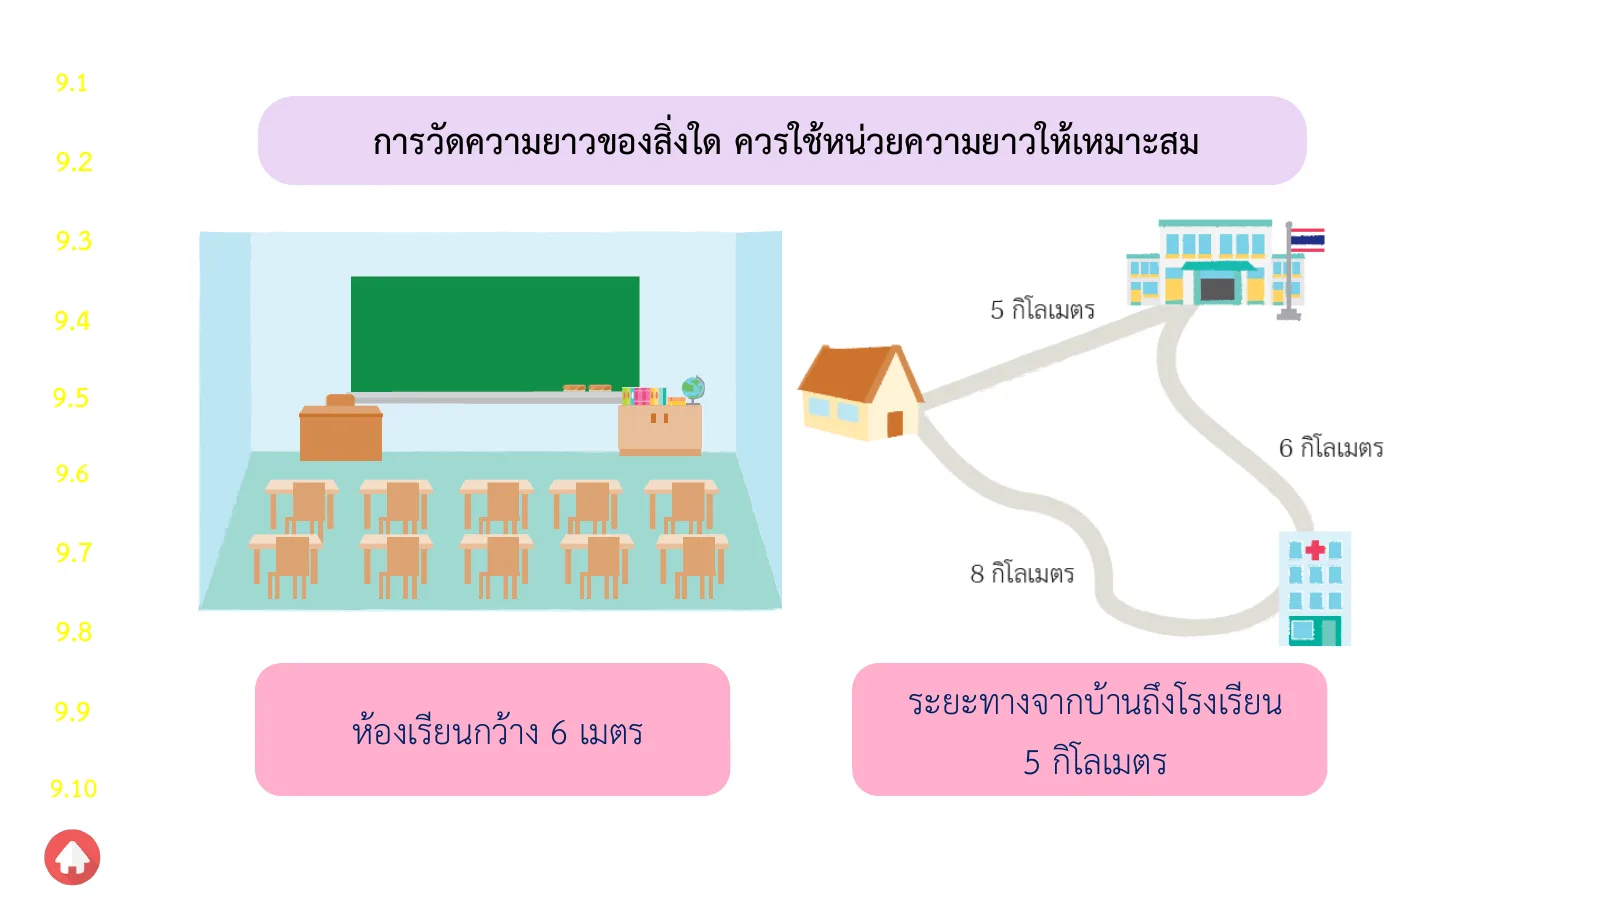 9.1
9.2
9.3
9.4
9.5
9.6
9.7
9.8
9.9
9.10
การวัดความยาวของสิ่งใด ควรใช้หน่วยความยาวให้เหมาะสม
5 กิโลเมตร
6 กิโลเมตร
8 กิโลเมตร
ห้องเรียนกว้าง 6 เมตร
ระยะทางจากบ้านถึงโรงเรียน
5 กิโลเมตร